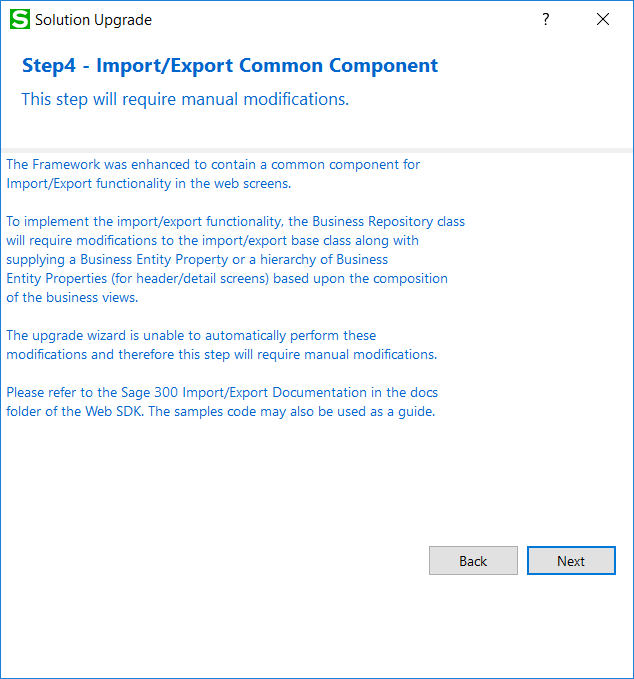 S Solution Upgrade ?
Step4 - Import/Export Common Component
This step will require manual modifications.
The Framework was enhanced to contain a common component for
Import/Export functionality in the web screens.
To implement the import/export functionality, the Business Repository class
will require modifications to the import/export base class along with
supplying a Business Entity Property or a hierarchy of Business
Entity Properties (for header/detail screens) based upon the composition
of the business views.
The upgrade wizard is unable to automatically perform these
modifications and therefore this step will require manual modifications.
Please refer to the Sage 300 Import/Export Documentation in the docs
folder of the Web SDK. The samples code may also be used as a guide.
Back Next